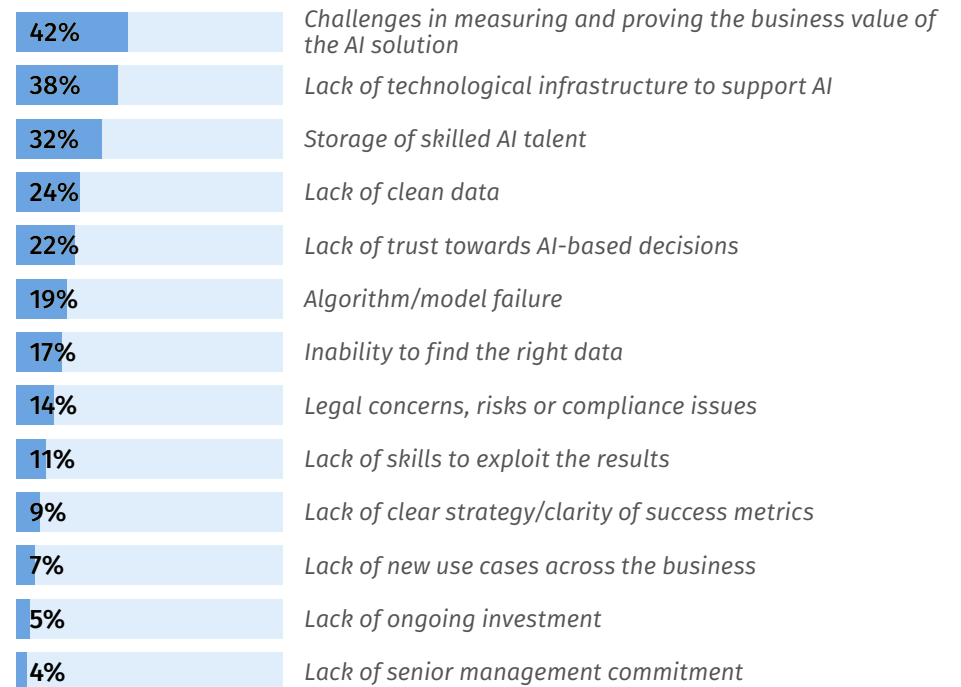 42%
Challenges in measuring and proving the business value of
the AI solution
38%
Lack of technological infrastructure to support AI
32%
Storage of skilled AI talent
24%
Lack of clean data
22%
Lack of trust towards AI-based decisions
19%
Algorithm/model failure
17%
Inability to find the right data
14%
Legal concerns, risks or compliance issues
11%
Lack of skills to exploit the results
9%
Lack of clear strategy/clarity of success metrics
7%
Lack of new use cases across the business
5%
Lack of ongoing investment
4%
Lack of senior management commitment